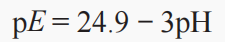 pE = 24.9 − 3pH